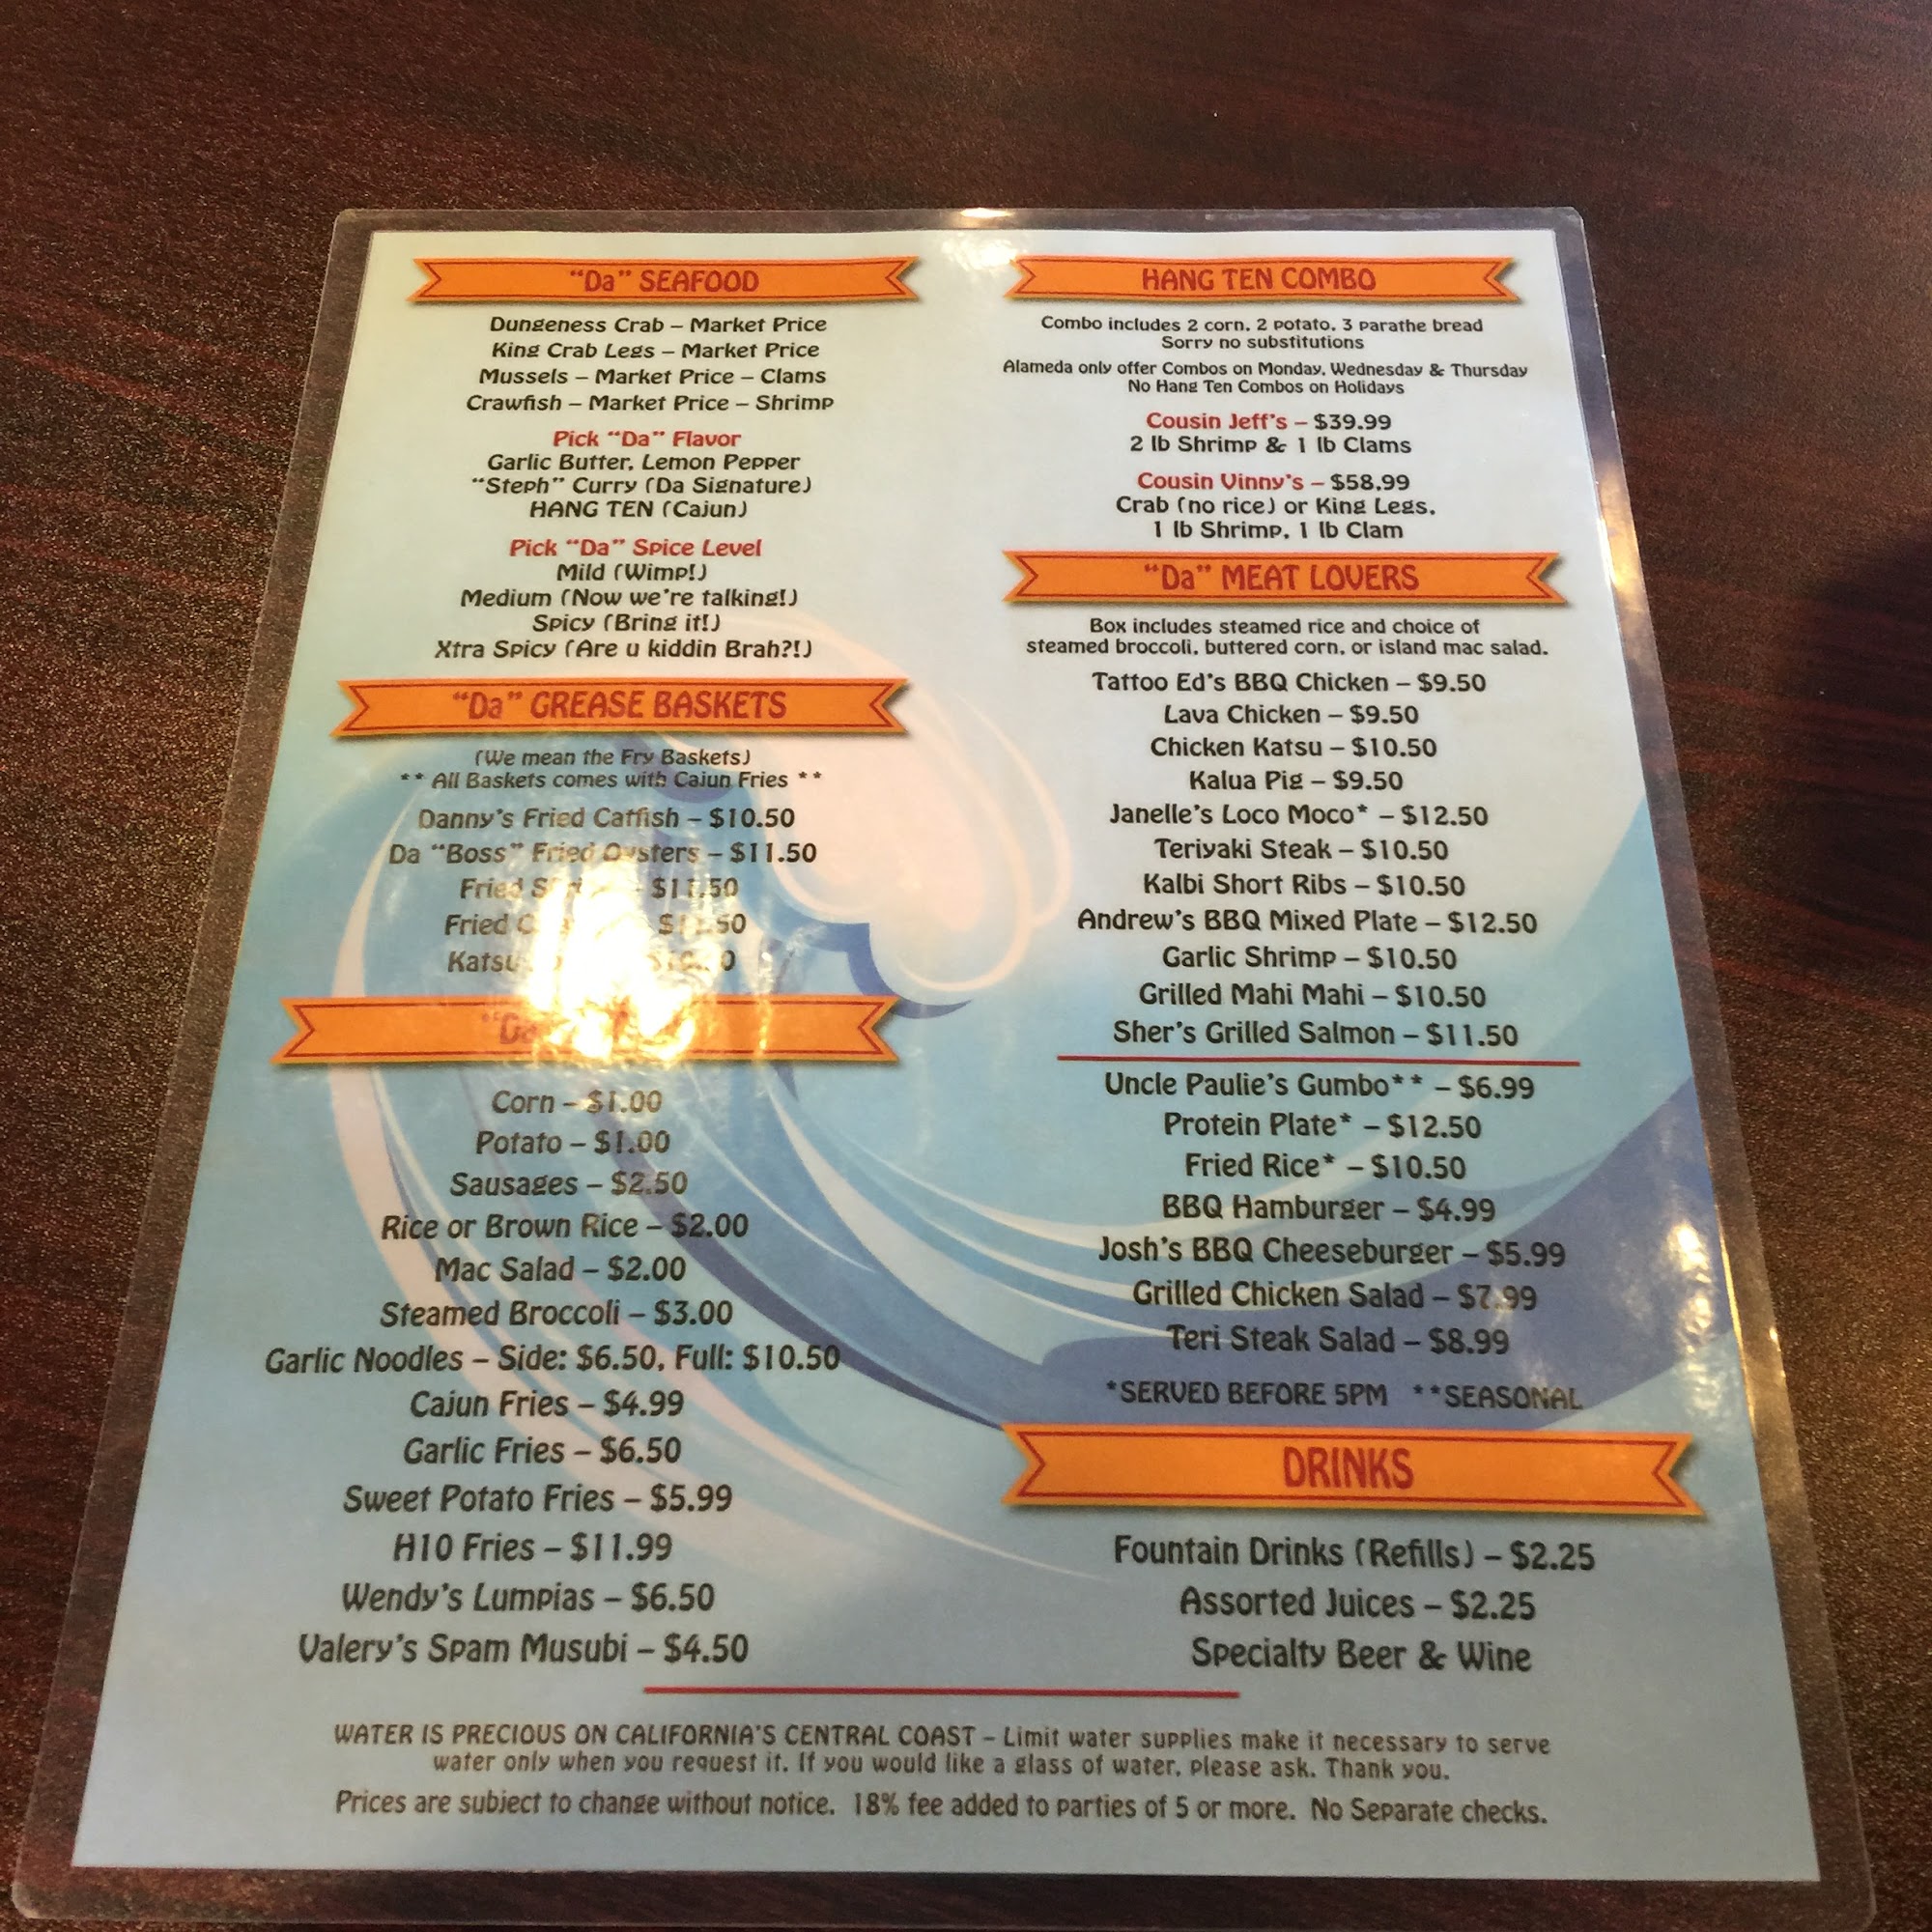 "Da" SEAFOOD
Dungeness Crab – Market Price
King Crab Legs – Market Price
Mussels – Market Price – Clams
Crawfish – Market Price – Shrimp
Pick "Da" Flavor
Garlic Butter, Lemon Pepper
"Steph" Curry (Da Signature)
HANG TEN (Cajun)
Pick "Da" Spice Level
Mild (Wimp!)
Medium (Now we're talking!)
Spicy (Bring it!)
Xtra Spicy (Are u kiddin Brah?!)
"Da" GREASE BASKETS
(We mean the Fry Baskets)
** All Baskets comes with Cajun Fries **
Danny's Fried Catfish – $10.50
Da "Boss" Fried Oysters – $11.50
Fried $11.50
Fried
Katsu
"Da
Corn – $1.00
Potato – $1.00
Sausages – $2.50
Rice or Brown Rice – $2.00
Mac Salad – $2.00
Steamed Broccoli – $3.00
Garlic Noodles – Side: $6.50, Full: $10.50
Cajun Fries – $4.99
Garlic Fries – $6.50
Sweet Potato Fries – $5.99
H10 Fries – $11.99
Wendy's Lumpias – $6.50
Valery's Spam Musubi – $4.50
HANG TEN COMBO
Combo includes 2 corn, 2 potato, 3 parathe bread
Sorry no substitutions
Alameda only offer Combos on Monday, Wednesday & Thursday
No Hang Ten Combos on Holidays
Cousin Jeff's – $39.99
2 lb Shrimp & 1 lb Clams
Cousin Vinny's – $58.99
Crab (no rice) or King Legs,
1 lb Shrimp, 1 lb Clam
"Da" MEAT LOVERS
Box includes steamed rice and choice of
steamed broccoli, buttered corn, or island mac salad.
Tattoo Ed's BBQ Chicken – $9.50
Lava Chicken – $9.50
Chicken Katsu – $10.50
Kalua Pig – $9.50
Janelle's Loco Moco* – $12.50
Teriyaki Steak – $10.50
Kalbi Short Ribs – $10.50
Andrew's BBQ Mixed Plate – $12.50
Garlic Shrimp – $10.50
Grilled Mahi Mahi – $10.50
Sher's Grilled Salmon – $11.50
Uncle Paulie's Gumbo** – $6.99
Protein Plate* – $12.50
Fried Rice* – $10.50
BBQ Hamburger – $4.99
Josh's BBQ Cheeseburger – $5.99
Grilled Chicken Salad – $7.99
Teri Steak Salad – $8.99
*SERVED BEFORE 5PM **SEASONAL
DRINKS
Fountain Drinks (Refills) – $2.25
Assorted Juices – $2.25
Specialty Beer & Wine
WATER IS PRECIOUS ON CALIFORNIA'S CENTRAL COAST – Limit water supplies make it necessary to serve
water only when you request it. If you would like a glass of water, please ask. Thank you.
Prices are subject to change without notice. 18% fee added to parties of 5 or more. No Separate checks.